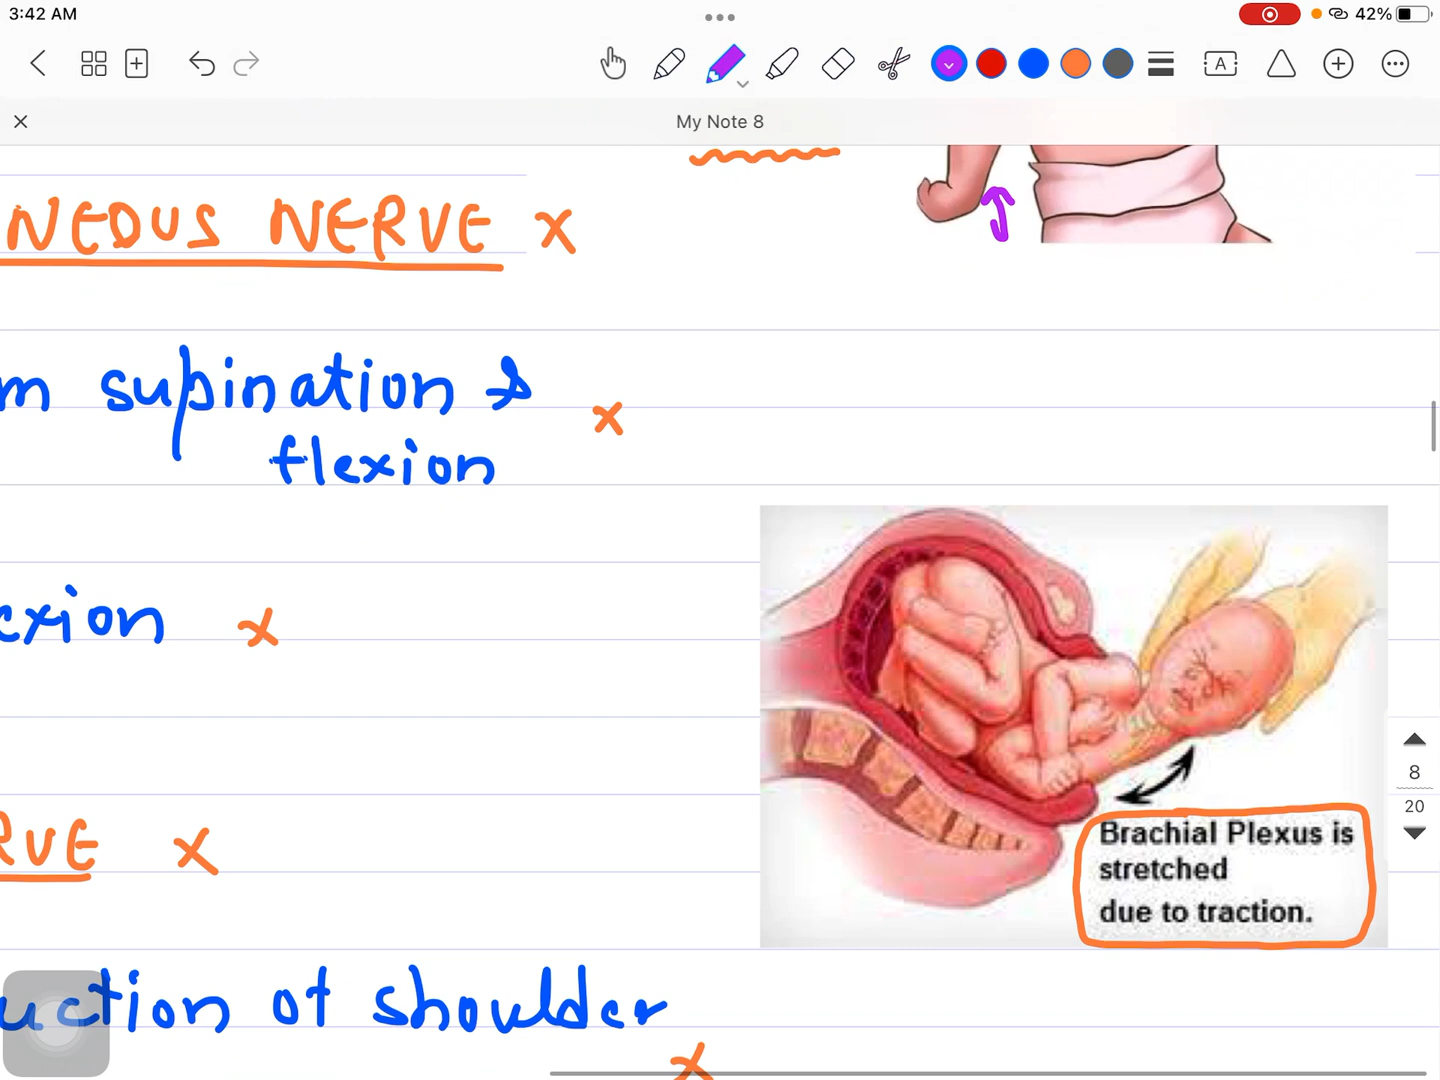 3:42 AM
42%
A
My Note 8
NEOUS NERVE x
m supination &
flexion
x
exion x
8
20
RVE x
Brachial Plexus is
stretched
due to traction.
uction of shoulder
x